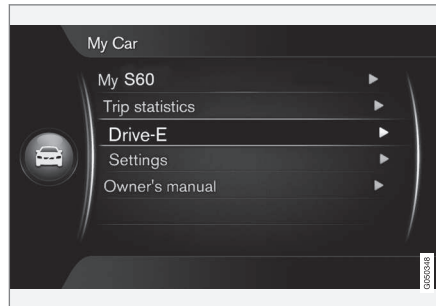 My Car
My S60
Trip statistics
Drive-E
Settings
Owner's manual
G050348